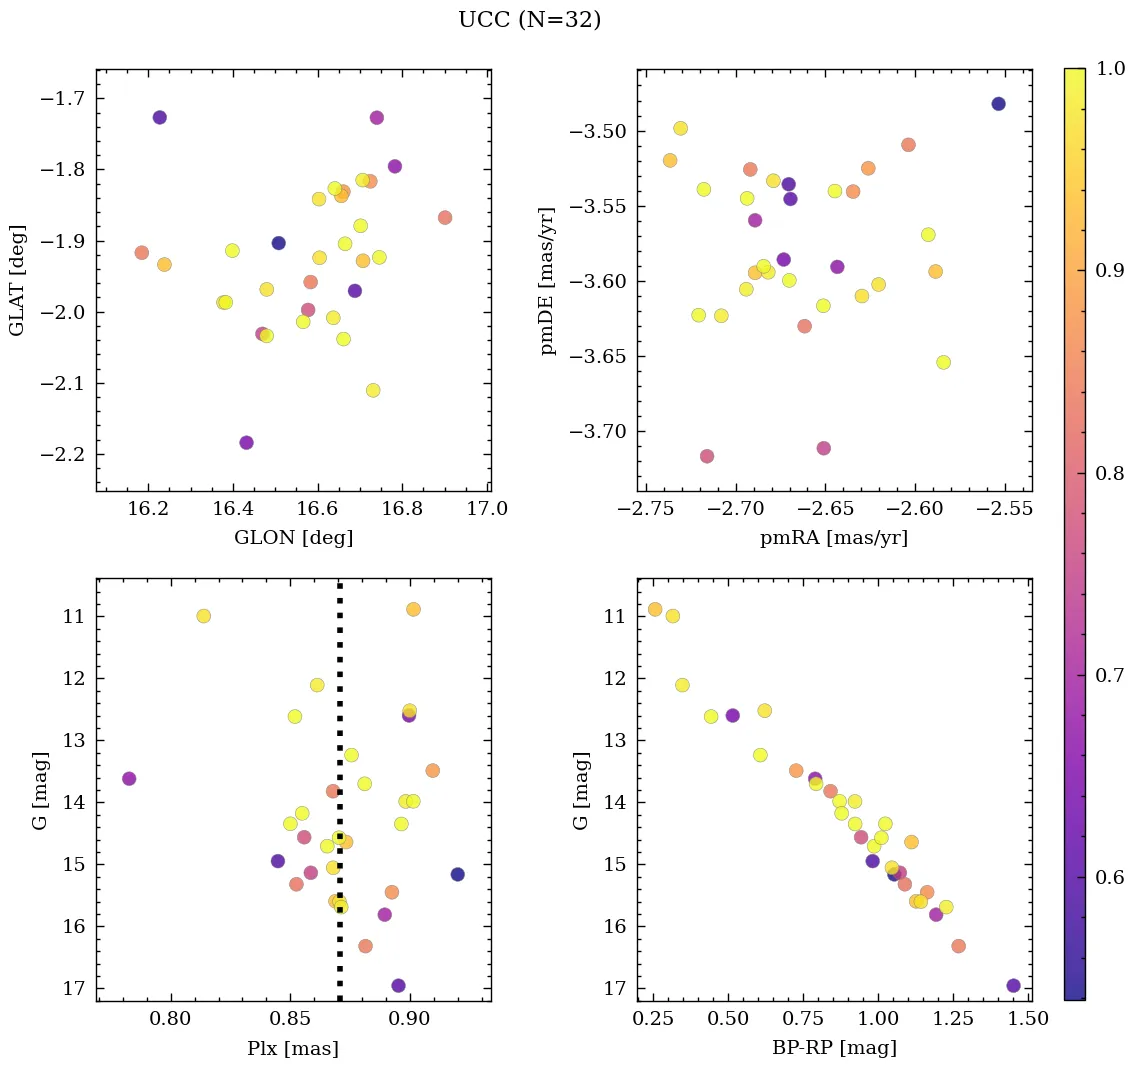 UCC (N=32)
−1.7
−1.8
−1.9
−2.0
−2.1
−2.2
GLAT [deg]
16.2 16.4 16.6 16.8 17.0
GLON [deg]
−3.50
−3.55
−3.60
−3.65
−3.70
pmDE [mas/yr]
−2.75 −2.70 −2.65 −2.60 −2.55
pmRA [mas/yr]
11
12
13
14
15
16
17
G [mag]
0.80 0.85 0.90
Plx [mas]
11
12
13
14
15
16
17
G [mag]
0.25 0.50 0.75 1.00 1.25 1.50
BP-RP [mag]
1.0
0.9
0.8
0.7
0.6